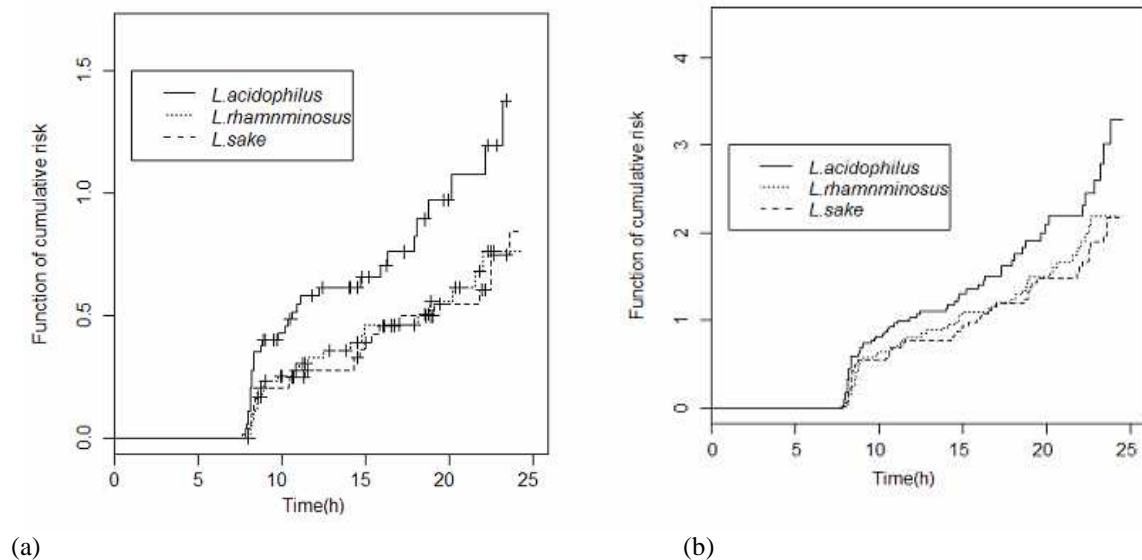 Function of cumulative risk
1.5
1.0
0.5
0.0
L.acidophilus
L.rhamnminosus
L.sake
0 5 10 15 20 25
Time(h)
(a)
Function of cumulative risk
4
3
2
1
0
L.acidophilus
L.rhamnminosus
L.sake
0 5 10 15 20 25
Time(h)
(b)